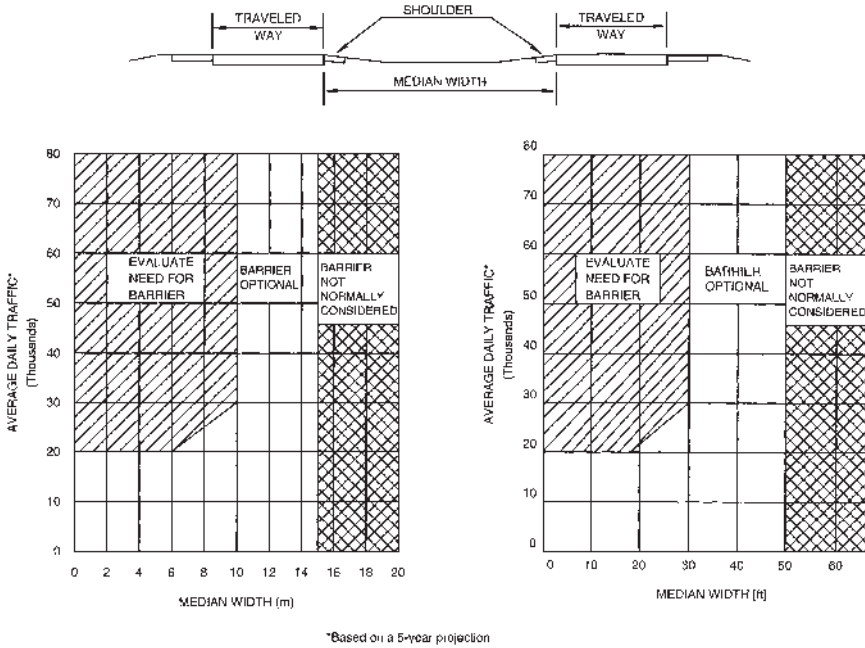 TRAVELED
WAY
SHOULDER
TRAVELED
WAY
MEDIAN WIDTH
AVERAGE DAILY TRAFFIC*
(Thousands)
80
70
60
50
40
30
20
10
0
EVALUATE
NEED FOR
BARRIER
BARRIER
OPTIONAL
BARRIER
NOT
NORMALLY
CONSIDERED
0 2 4 6 8 10 12 14 16 18 20
MEDIAN WIDTH (m)
AVERAGE DAILY TRAFFIC*
(Thousands)
80
70
60
50
40
30
20
10
0
EVALUATE
NEED FOR
BARRIER
BARRIER
OPTIONAL
BARRIER
NOT
NORMALLY
CONSIDERED
0 10 20 30 40 50 60
MEDIAN WIDTH [ft]
*Based on a 5-year projection